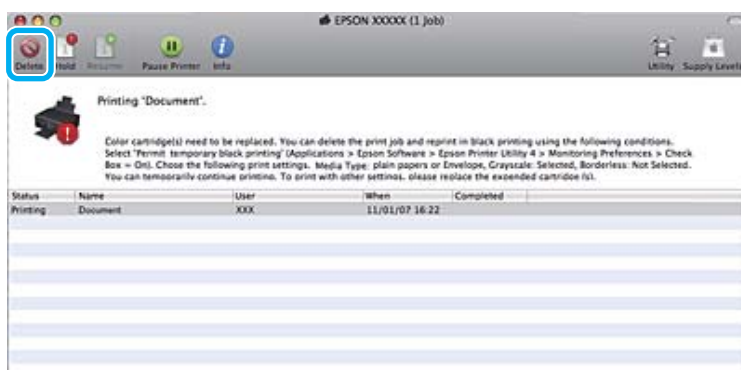 EPSON XXXXX (1 Job)
Delete Hold Resume Pause Printer Info Utility Supply Levels
Printing "Document".
Color cartridge(s) need to be replaced. You can delete the print job and reprint in black printing using the following conditions.
Select "Permit temporary black printing" (Applications > Epson Software > Epson Printer Utility 4 > Monitoring Preferences > Check
Box = On). Chose the following print settings. Media Type: plain papers or Envelope, Grayscale: Selected, Borderless: Not Selected.
You can temporarily continue printing. To print with other settings, please replace the expended cartridge (s).
Status Name User When Completed
Printing Document XXX 11/01/07 16:22